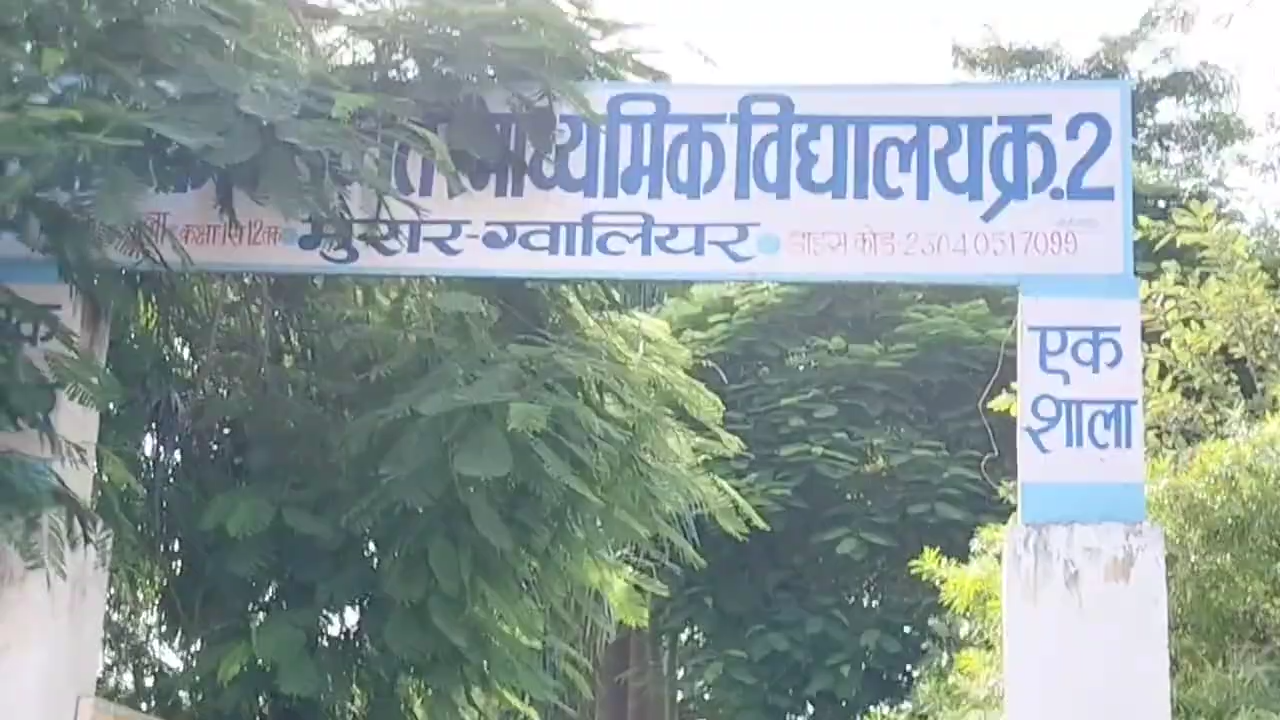 माध्यमिक विद्यालय क्र.2
कक्षा 1 से 12 तक मुरार-ग्वालियर डाइस कोड-23040517099
एक
शाला